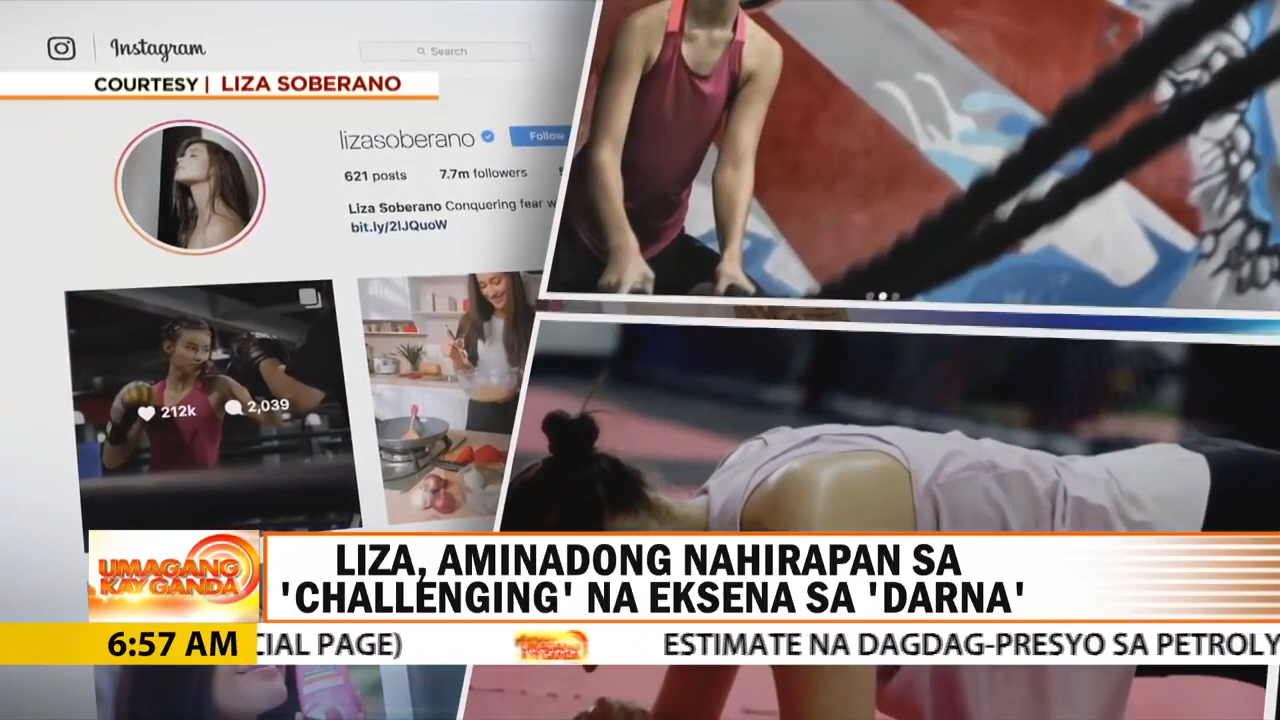 Instagram
Search
COURTESY | LIZA SOBERANO
lizasoberano
Follow
621 posts 7.7m followers
Liza Soberano Conquering fear w
bit.ly/2lJQuoW
212k 2,039
UMAGANG
KAY GANDA
LIZA, AMINADONG NAHIRAPAN SA
'CHALLENGING' NA EKSENA SA 'DARNA'
6:57 AM
CIAL PAGE) ESTIMATE NA DAGDAG-PRESYO SA PETROLY